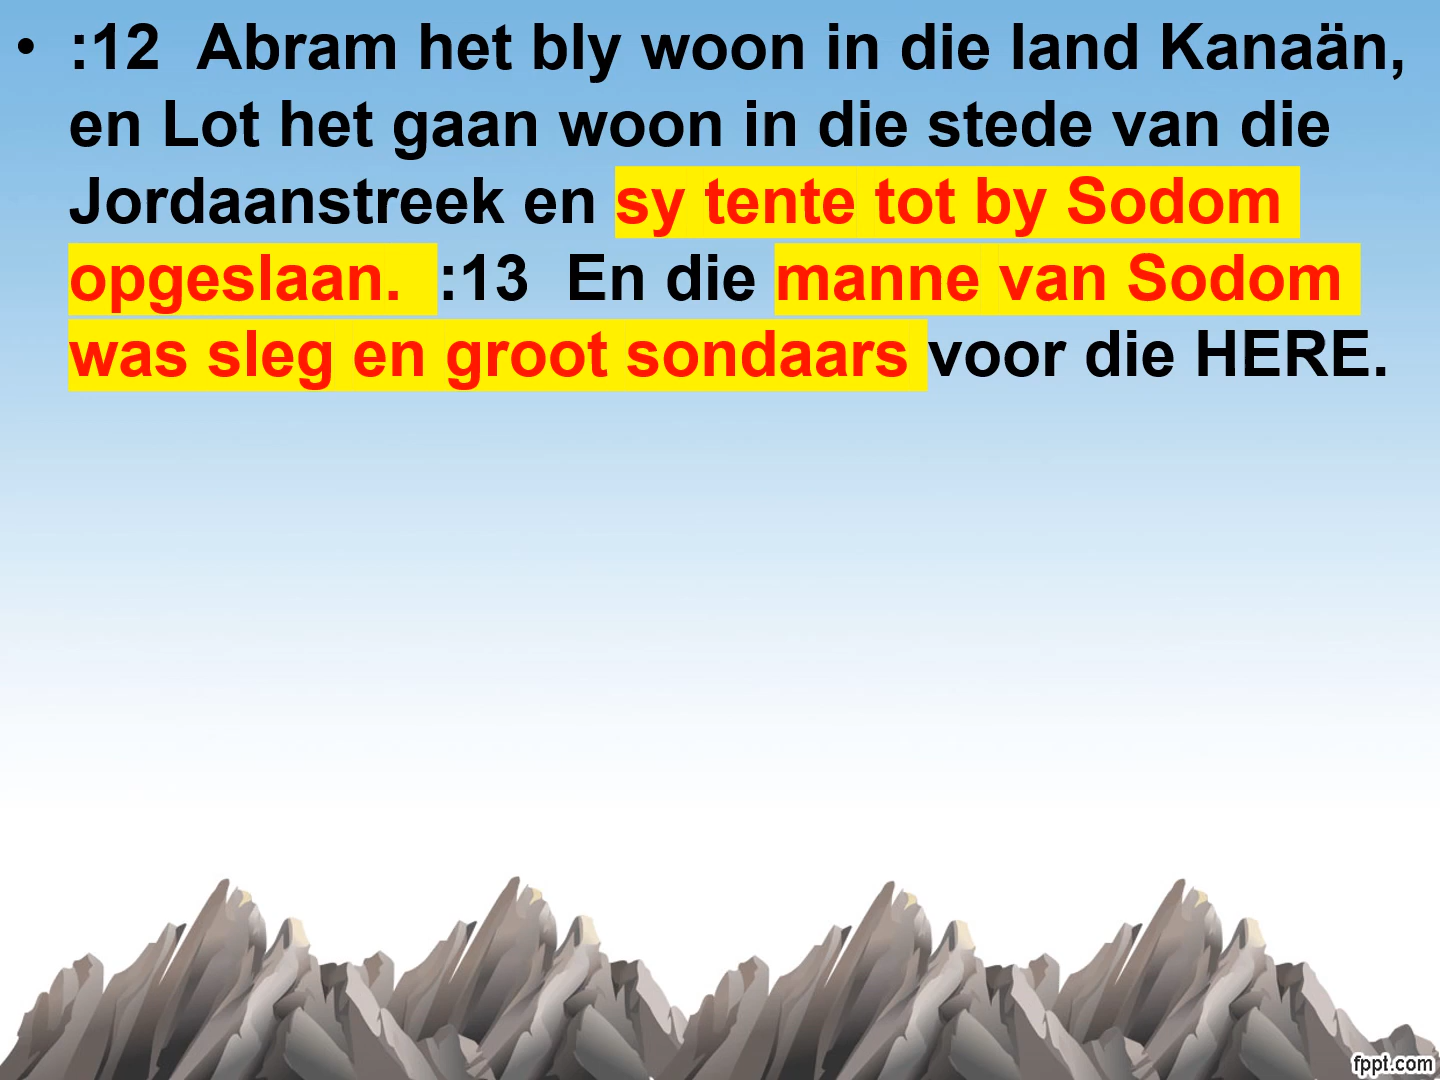 • :12  Abram het bly woon in die land Kanaän,
en Lot het gaan woon in die stede van die
Jordaanstreek en sy tente tot by Sodom
opgeslaan.  :13  En die manne van Sodom
was sleg en groot sondaars voor die HERE.
fppt.com